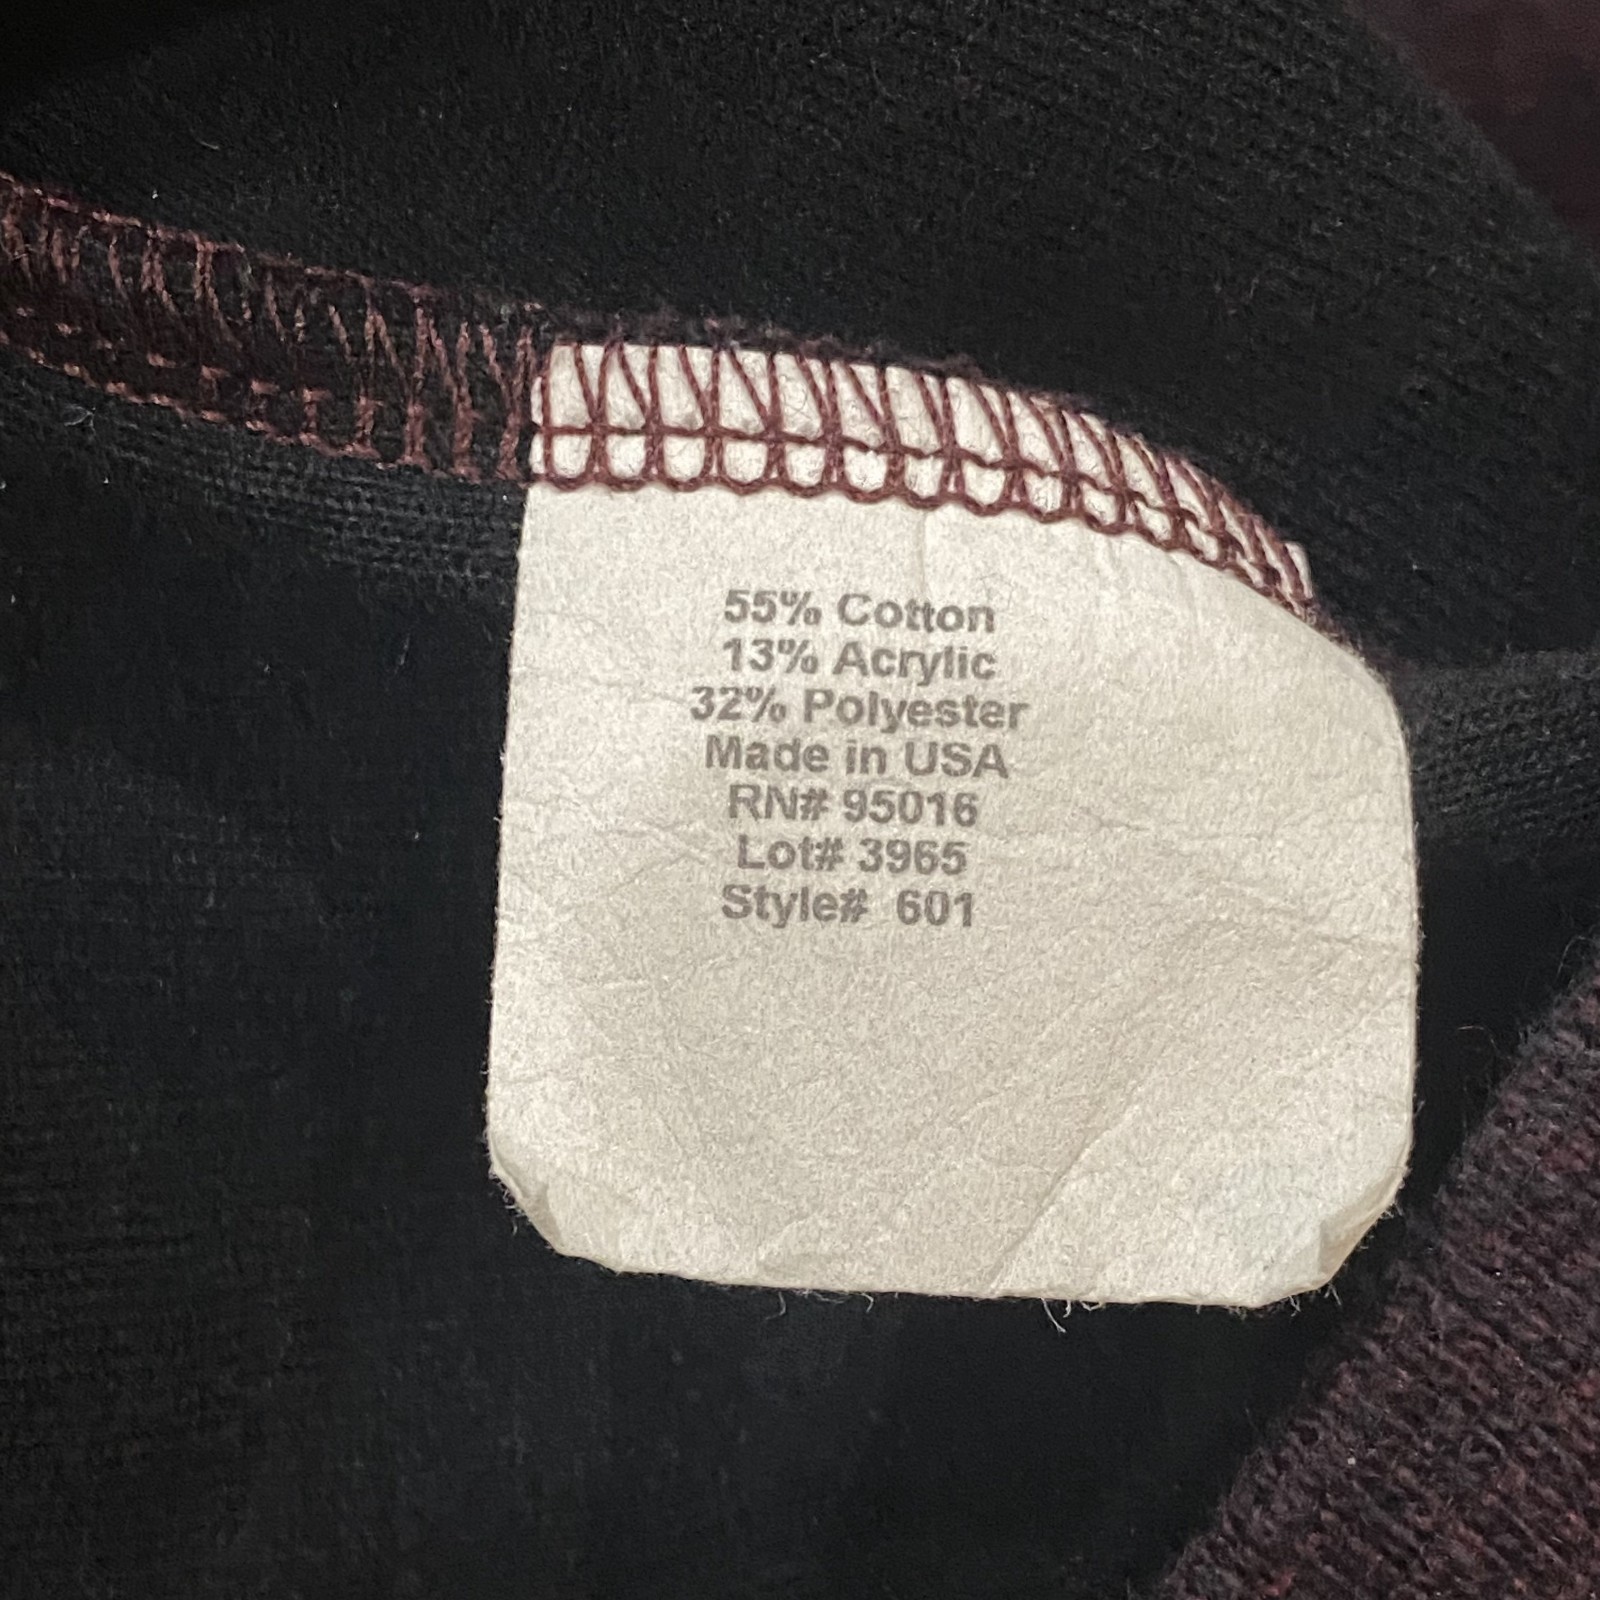 55% Cotton
13% Acrylic
32% Polyester
Made in USA
RN# 95016
Lot# 3965
Style# 601